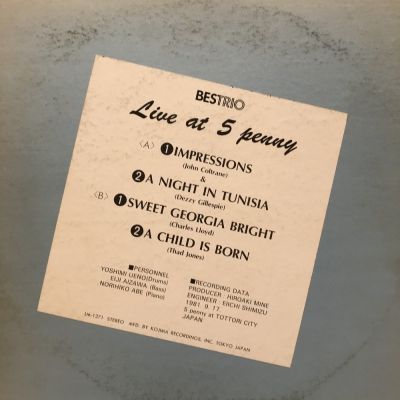 BESTRIO
Live at 5 penny
〈A〉 ❶IMPRESSIONS
(John Coltrane)
&
❷A NIGHT IN TUNISIA
(Dezzy Gillespie)
〈B〉 ❶SWEET GEORGIA BRIGHT
(Charles Lloyd)
❷A CHILD IS BORN
(Thad Jones)
●PERSONNEL
YOSHIMI UENO(Drums)
EIJI AIZAWA (Bass)
NORIHIKO ABE (Piano)
●RECORDING DATA
PRODUCER : HIROAKI MINE
ENGINEER : EIICHI SHIMIZU
1981. 9. 17.
5 penny at TOTTORI CITY
JAPAN
LM-1371 STEREO MFD. BY KOJIMA RECORDINGS, INC. TOKYO JAPAN